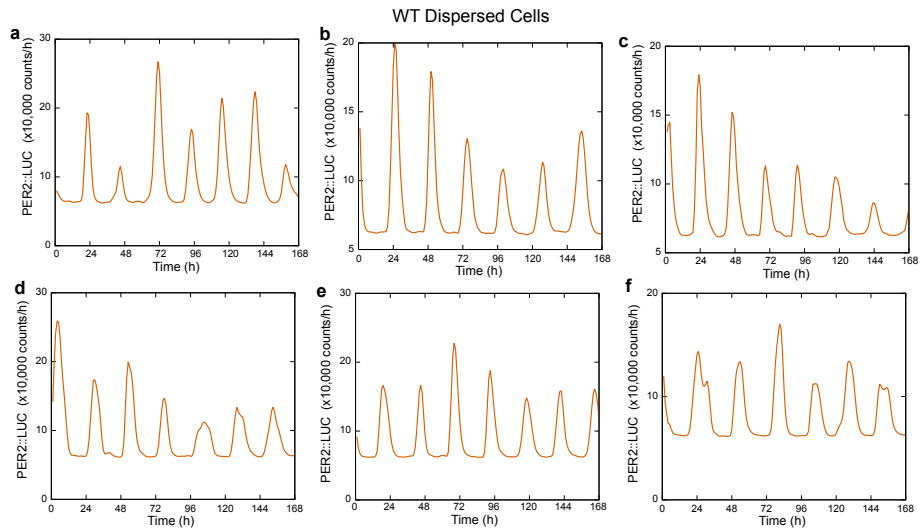 WT Dispersed Cells
a
PER2::LUC (x10,000 counts/h)
30
20
10
0
0 24 48 72 96 120 144 168
Time (h)
b
PER2::LUC (x10,000 counts/h)
20
15
10
5
0 24 48 72 96 120 144 168
Time (h)
c
PER2::LUC (x10,000 counts/h)
20
15
10
5
0 24 48 72 96 120 144 168
Time (h)
d
PER2::LUC (x10,000 counts/h)
30
20
10
0
0 24 48 72 96 120 144 168
Time (h)
e
PER2::LUC (x10,000 counts/h)
30
20
10
0
0 24 48 72 96 120 144 168
Time (h)
f
PER2::LUC (x10,000 counts/h)
20
10
0
0 24 48 72 96 120 144 168
Time (h)